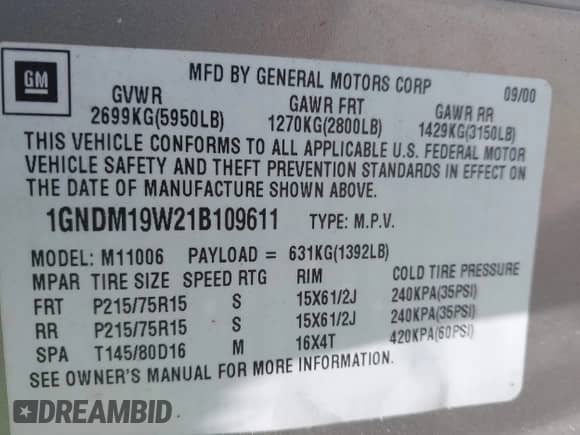 GM
MFD BY GENERAL MOTORS CORP 09/00
GVWR GAWR FRT GAWR RR
2699KG(5950LB) 1270KG(2800LB) 1429KG(3150LB)
THIS VEHICLE CONFORMS TO ALL APPLICABLE U.S. FEDERAL MOTOR
VEHICLE SAFETY AND THEFT PREVENTION STANDARDS IN EFFECT ON
THE DATE OF MANUFACTURE SHOWN ABOVE.
1GNDM19W21B109611 TYPE: M.P.V.
MODEL: M11006 PAYLOAD = 631KG(1392LB)
MPAR TIRE SIZE SPEED RTG RIM COLD TIRE PRESSURE
FRT P215/75R15 S 15X61/2J 240KPA(35PSI)
RR P215/75R15 S 15X61/2J 240KPA(35PSI)
SPA T145/80D16 M 16X4T 420KPA(60PSI)
SEE OWNER'S MANUAL FOR MORE INFORMATION.
DREAMBID